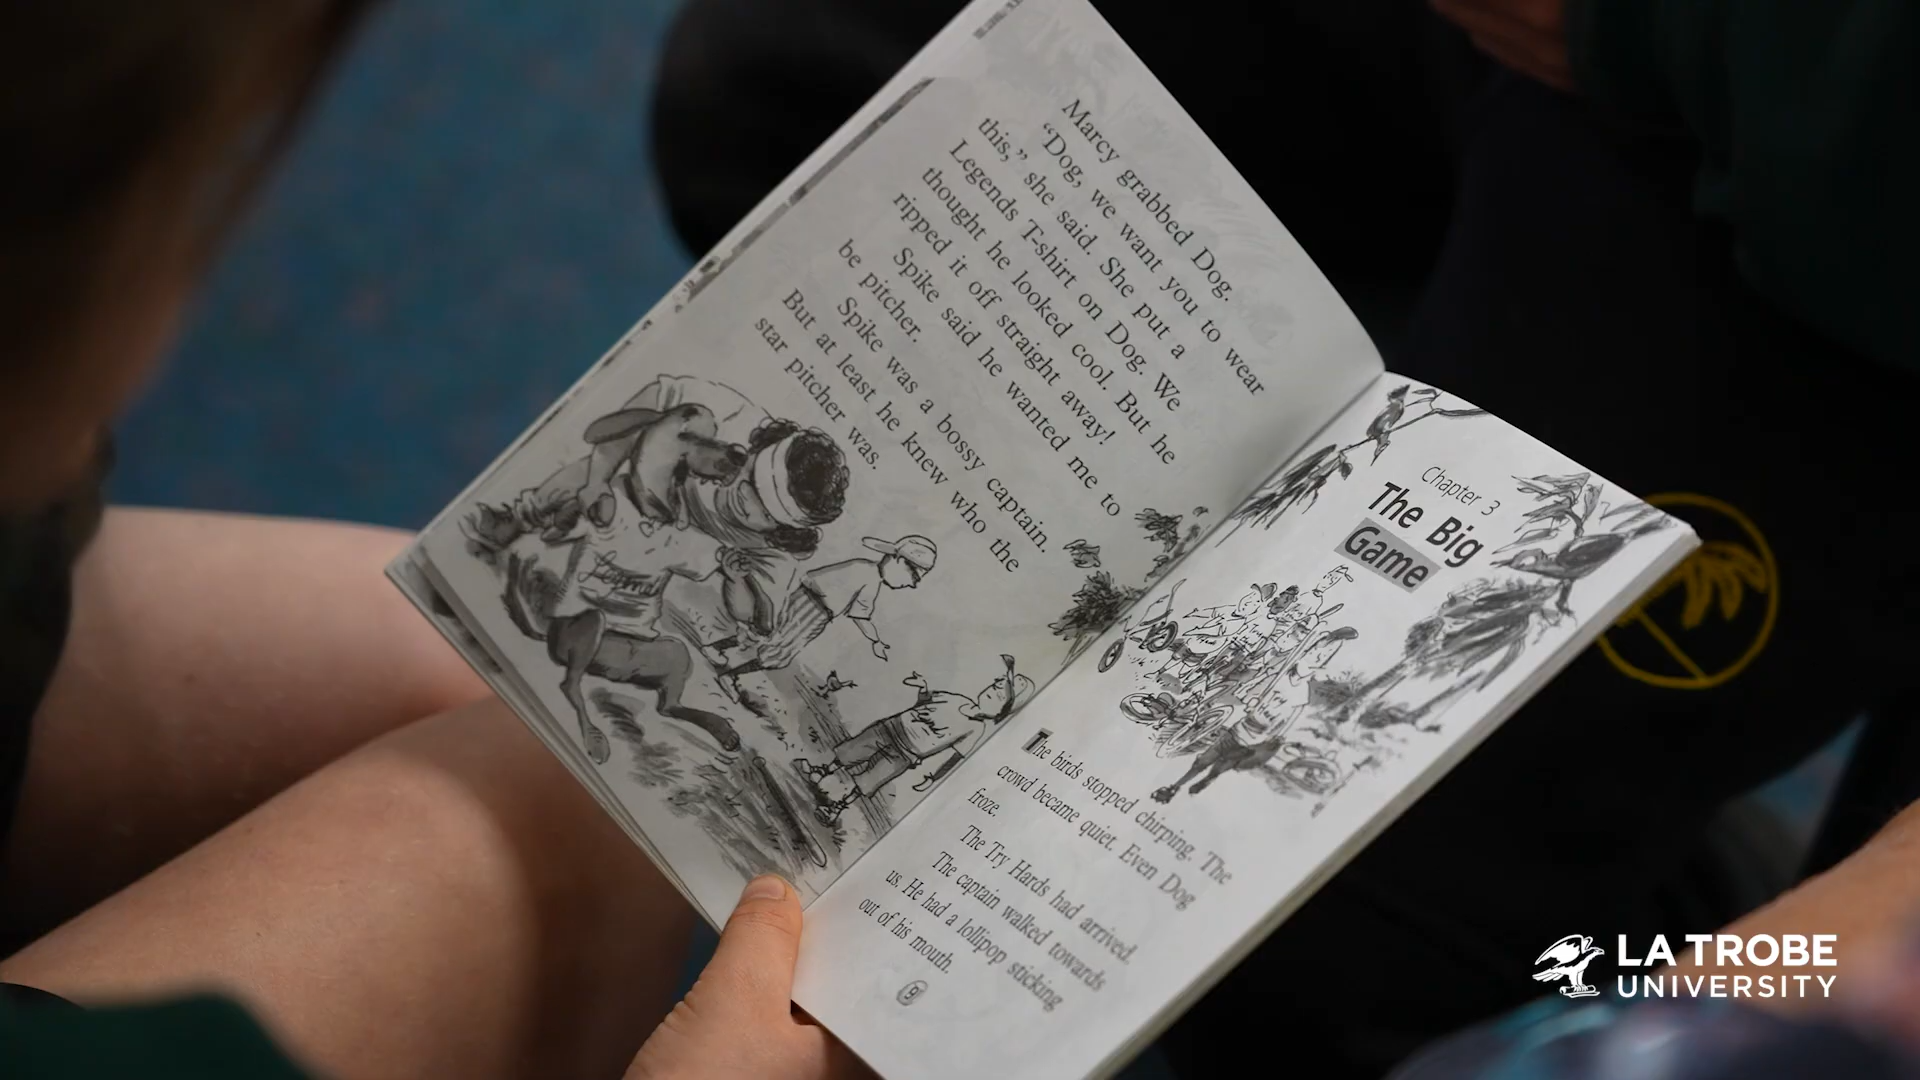 Marcy grabbed Dog.
“Dog, we want you to wear
this,” she said. She put a
Legends T-shirt on Dog. We
thought he looked cool. But he
ripped it off straight away!
Spike said he wanted me to
be pitcher.
Spike was a bossy captain.
But at least he knew who the
star pitcher was.
Chapter 3
The Big
Game
The birds stopped chirping. The
crowd became quiet. Even Dog
froze.
The Try Hards had arrived.
The captain walked towards
us. He had a lollipop sticking
out of his mouth.
9
LA TROBE
UNIVERSITY